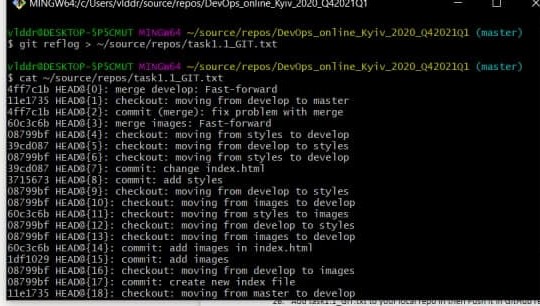 MINGW64:/c/Users/vlddr/source/repos/DevOps_online_Kyiv_2020_Q42021Q1
vlddr@DESKTOP-5P5CMUT MINGW64 ~/source/repos/DevOps_online_Kyiv_2020_Q42021Q1 (master)
$ git reflog > ~/source/repos/task1.1_GIT.txt
vlddr@DESKTOP-5P5CMUT MINGW64 ~/source/repos/DevOps_online_Kyiv_2020_Q42021Q1 (master)
$ cat ~/source/repos/task1.1_GIT.txt
4ff7c1b HEAD@{0}: merge develop: Fast-forward
11e1735 HEAD@{1}: checkout: moving from develop to master
4ff7c1b HEAD@{2}: commit (merge): fix problem with merge
60c3c6b HEAD@{3}: merge images: Fast-forward
08799bf HEAD@{4}: checkout: moving from styles to develop
39cd087 HEAD@{5}: checkout: moving from develop to styles
08799bf HEAD@{6}: checkout: moving from styles to develop
39cd087 HEAD@{7}: commit: change index.html
3715673 HEAD@{8}: commit: add styles
08799bf HEAD@{9}: checkout: moving from develop to styles
08799bf HEAD@{10}: checkout: moving from images to develop
60c3c6b HEAD@{11}: checkout: moving from styles to images
08799bf HEAD@{12}: checkout: moving from develop to styles
08799bf HEAD@{13}: checkout: moving from images to develop
60c3c6b HEAD@{14}: commit: add images in index.html
1df1029 HEAD@{15}: commit: add images
08799bf HEAD@{16}: checkout: moving from develop to images
08799bf HEAD@{17}: commit: create new index file
11e1735 HEAD@{18}: checkout: moving from master to develop